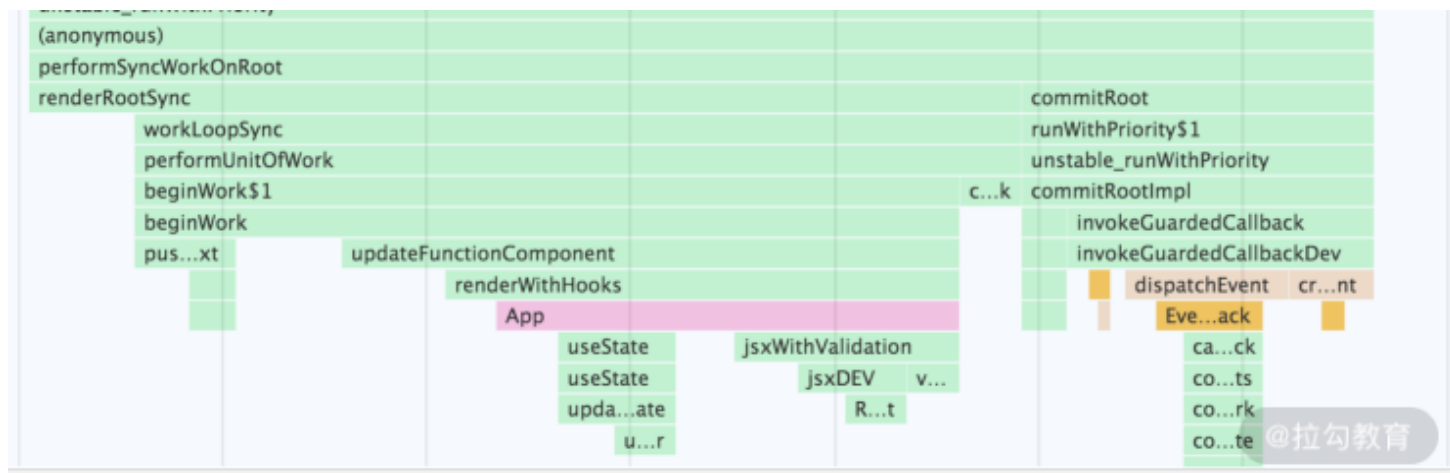 (anonymous)
performSyncWorkOnRoot
renderRootSync commitRoot
workLoopSync runWithPriority$1
performUnitOfWork unstable_runWithPriority
beginWork$1 c...k commitRootImpl
beginWork invokeGuardedCallback
pus...xt updateFunctionComponent invokeGuardedCallbackDev
renderWithHooks dispatchEvent cr...nt
App Eve...ack
useState jsxWithValidation ca...ck
useState jsxDEV v... co...ts
upda...ate R...t co...rk
u...r co...te @拉勾教育